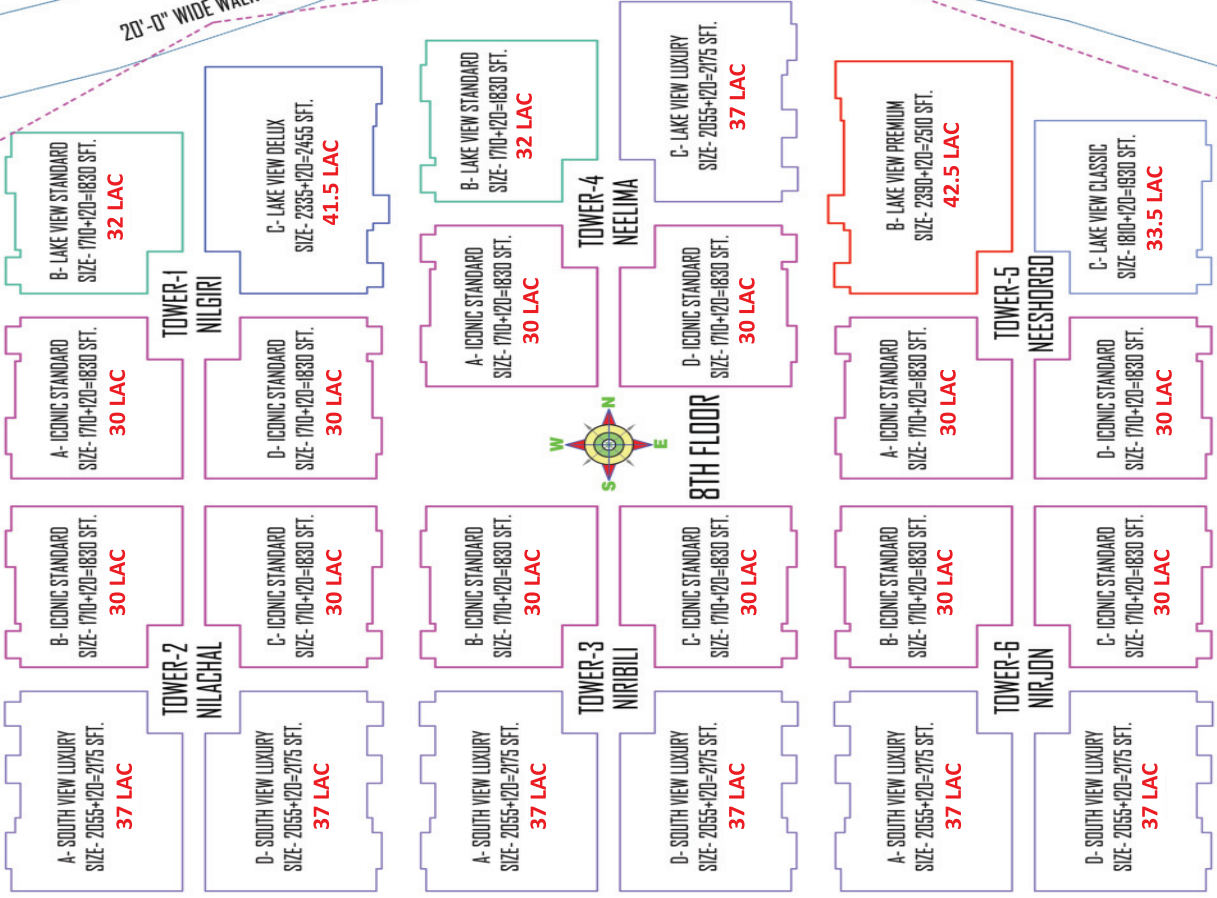 20'-0" WIDE
B- LAKE VIEW STANDARD
SIZE- 1710+120=1830 SFT.
32 LAC
C- LAKE VIEW DELUX
SIZE- 2335+120=2455 SFT.
41.5 LAC
TOWER-1
NILGIRI
A- ICONIC STANDARD
SIZE- 1710+120=1830 SFT.
30 LAC
D- ICONIC STANDARD
SIZE- 1710+120=1830 SFT.
30 LAC
B- LAKE VIEW STANDARD
SIZE- 1710+120=1830 SFT.
32 LAC
C- LAKE VIEW LUXURY
SIZE- 2055+120=2175 SFT.
37 LAC
TOWER-4
NEELIMA
A- ICONIC STANDARD
SIZE- 1710+120=1830 SFT.
30 LAC
D- ICONIC STANDARD
SIZE- 1710+120=1830 SFT.
30 LAC
B- LAKE VIEW PREMIUM
SIZE- 2390+120=2510 SFT.
42.5 LAC
C- LAKE VIEW CLASSIC
SIZE- 1810+120=1930 SFT.
33.5 LAC
TOWER-5
NEESHORGO
A- ICONIC STANDARD
SIZE- 1710+120=1830 SFT.
30 LAC
D- ICONIC STANDARD
SIZE- 1710+120=1830 SFT.
30 LAC
N
W
E
S
8TH FLOOR
B- ICONIC STANDARD
SIZE- 1710+120=1830 SFT.
30 LAC
C- ICONIC STANDARD
SIZE- 1710+120=1830 SFT.
30 LAC
TOWER-2
NILACHAL
A- SOUTH VIEW LUXURY
SIZE- 2055+120=2175 SFT.
37 LAC
D- SOUTH VIEW LUXURY
SIZE- 2055+120=2175 SFT.
37 LAC
B- ICONIC STANDARD
SIZE- 1710+120=1830 SFT.
30 LAC
C- ICONIC STANDARD
SIZE- 1710+120=1830 SFT.
30 LAC
TOWER-3
NIRIBILI
A- SOUTH VIEW LUXURY
SIZE- 2055+120=2175 SFT.
37 LAC
D- SOUTH VIEW LUXURY
SIZE- 2055+120=2175 SFT.
37 LAC
B- ICONIC STANDARD
SIZE- 1710+120=1830 SFT.
30 LAC
C- ICONIC STANDARD
SIZE- 1710+120=1830 SFT.
30 LAC
TOWER-6
NIRJON
A- SOUTH VIEW LUXURY
SIZE- 2055+120=2175 SFT.
37 LAC
D- SOUTH VIEW LUXURY
SIZE- 2055+120=2175 SFT.
37 LAC